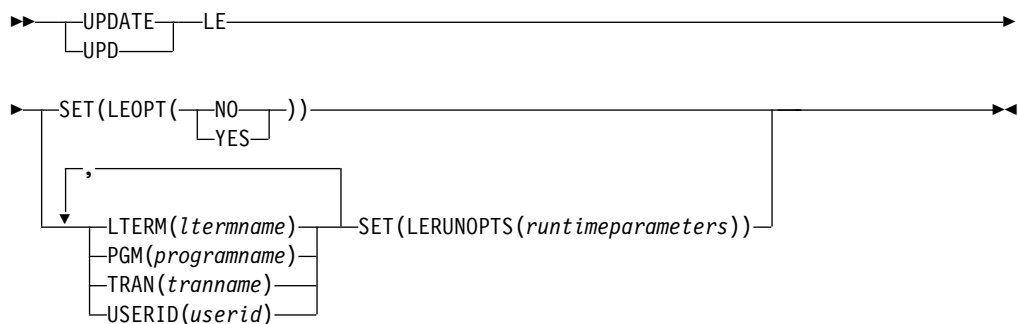 UPDATE LE
UPD
SET(LEOPT( NO ))
YES
,
LTERM(ltermname) SET(LERUNOPTS(runtimeparameters))
PGM(programname)
TRAN(tranname)
USERID(userid)